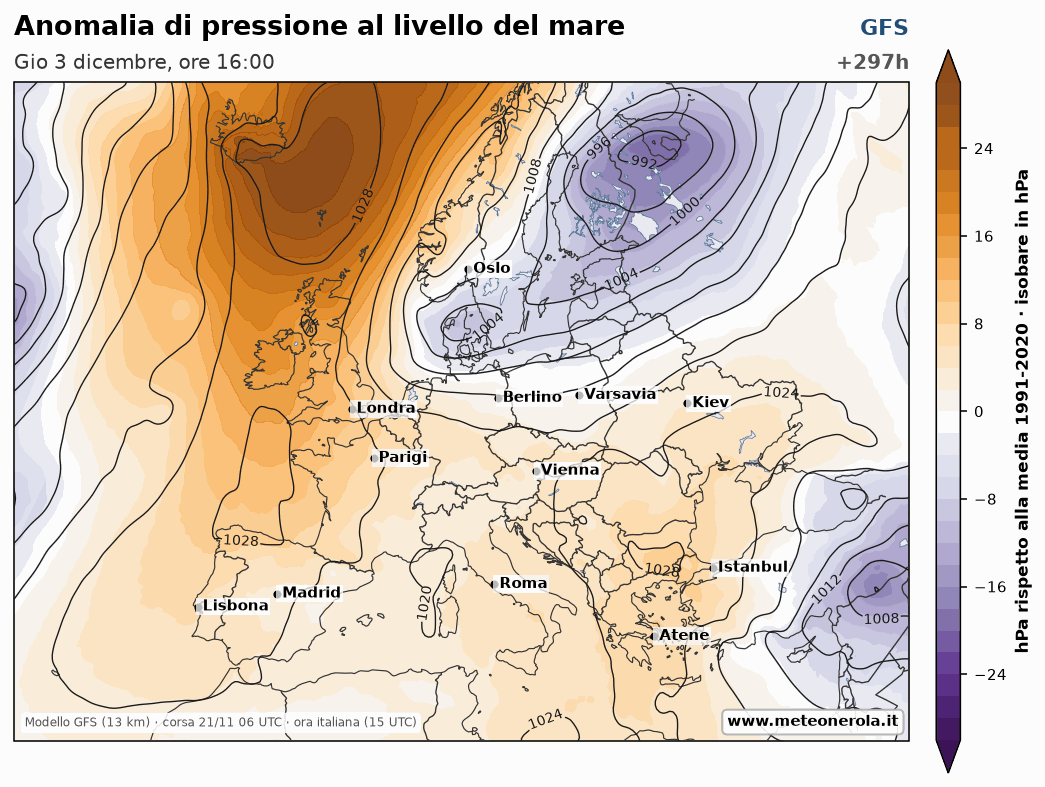 Anomalia di pressione al livello del mare
GFS
Gio 3 dicembre, ore 16:00
+297h
996
992
1008
1028
1000
1004
Oslo
1004
Berlino
Varsavia
Kiev
1024
Londra
Parigi
Vienna
1028
1028
Istanbul
Roma
1012
Madrid
1020
Lisbona
1008
Atene
1024
Modello GFS (13 km) · corsa 21/11 06 UTC · ora italiana (15 UTC)
www.meteonerola.it
24
16
8
0
−8
−16
−24
hPa rispetto alla media 1991-2020 · isobare in hPa